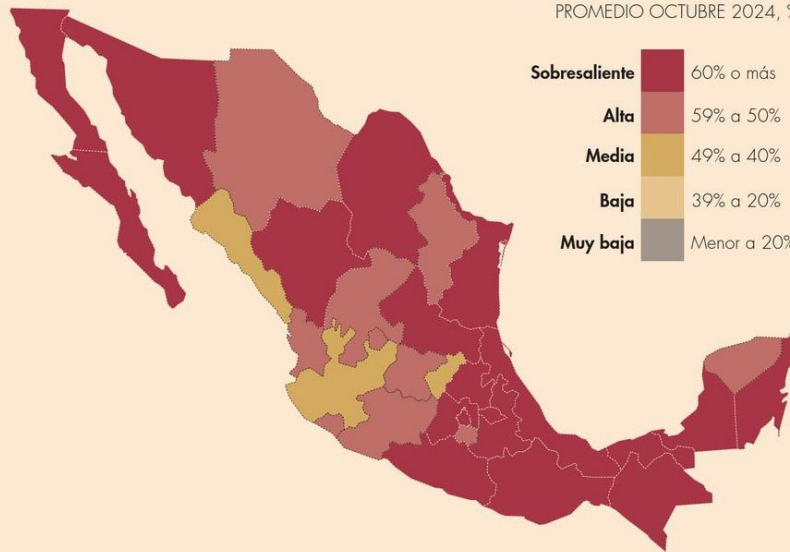 PROMEDIO OCTUBRE 2024, %
Sobresaliente 60% o más
Alta 59% a 50%
Media 49% a 40%
Baja 39% a 20%
Muy baja Menor a 20%